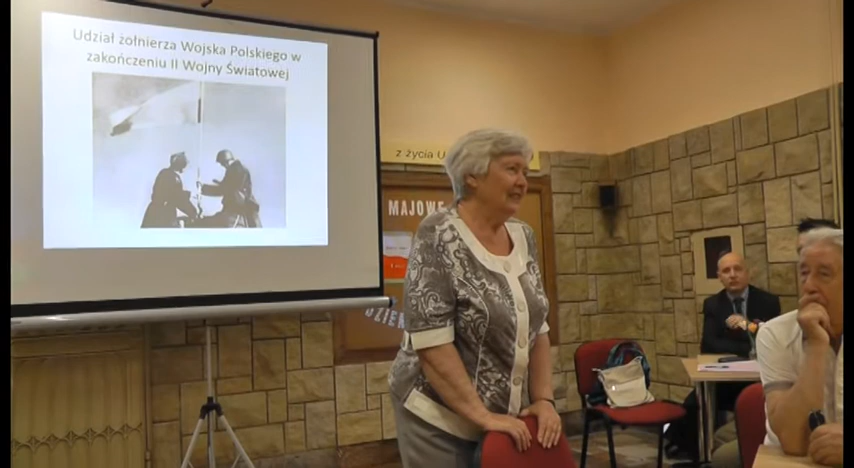 Udział żołnierza Wojska Polskiego w
zakończeniu II Wojny Światowej
z życia U
MAJOWE